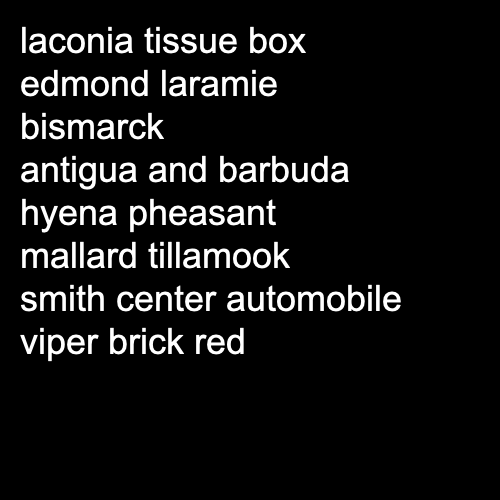 laconia tissue box
edmond laramie
bismarck
antigua and barbuda
hyena pheasant
mallard tillamook
smith center automobile
viper brick red